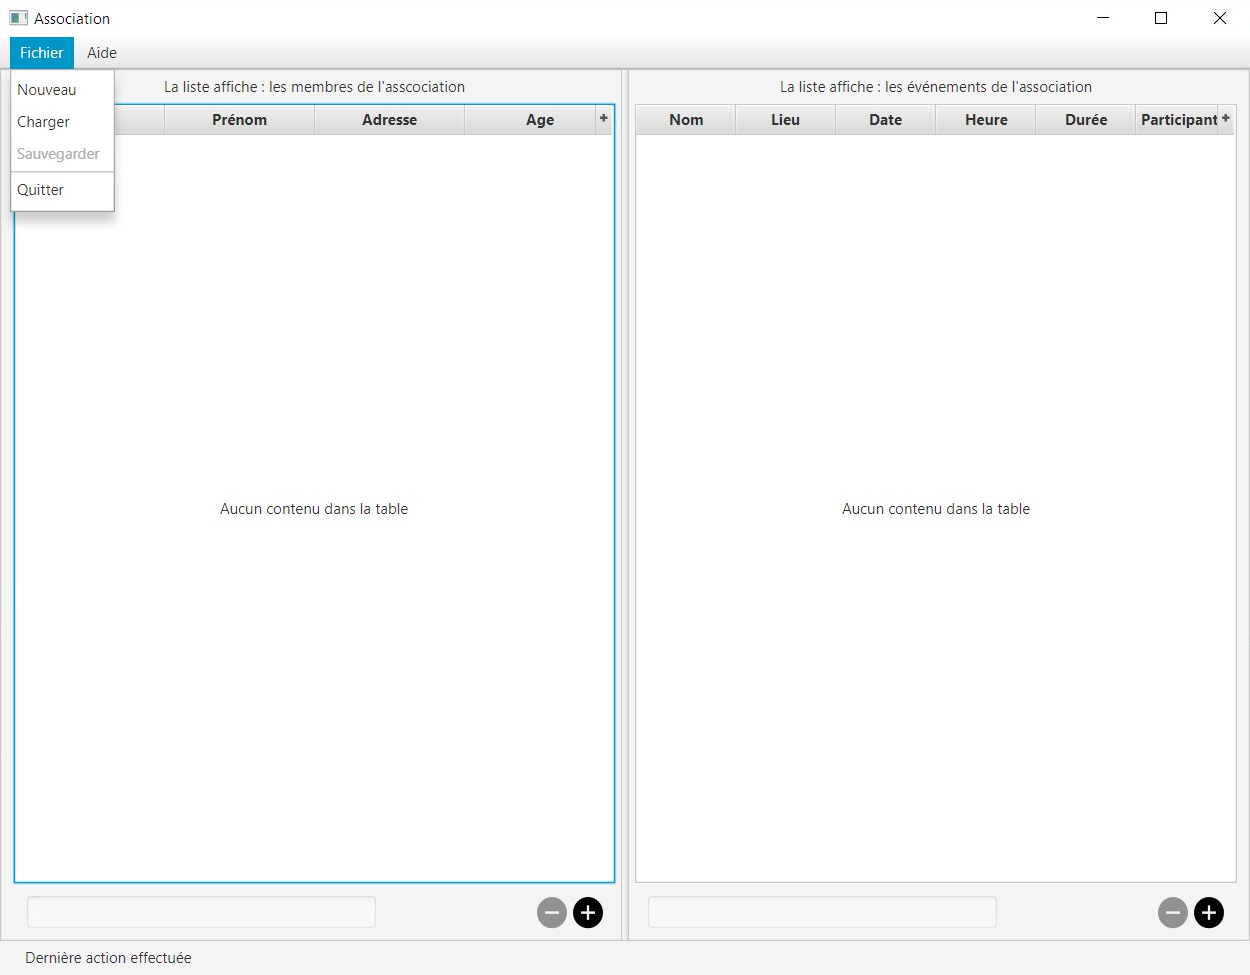 Association
Fichier Aide
Nouveau
Charger
Sauvegarder
Quitter
La liste affiche : les membres de l'asscociation
Prénom Adresse Age +
Aucun contenu dans la table
La liste affiche : les événements de l'association
Nom Lieu Date Heure Durée Participant +
Aucun contenu dans la table
Dernière action effectuée